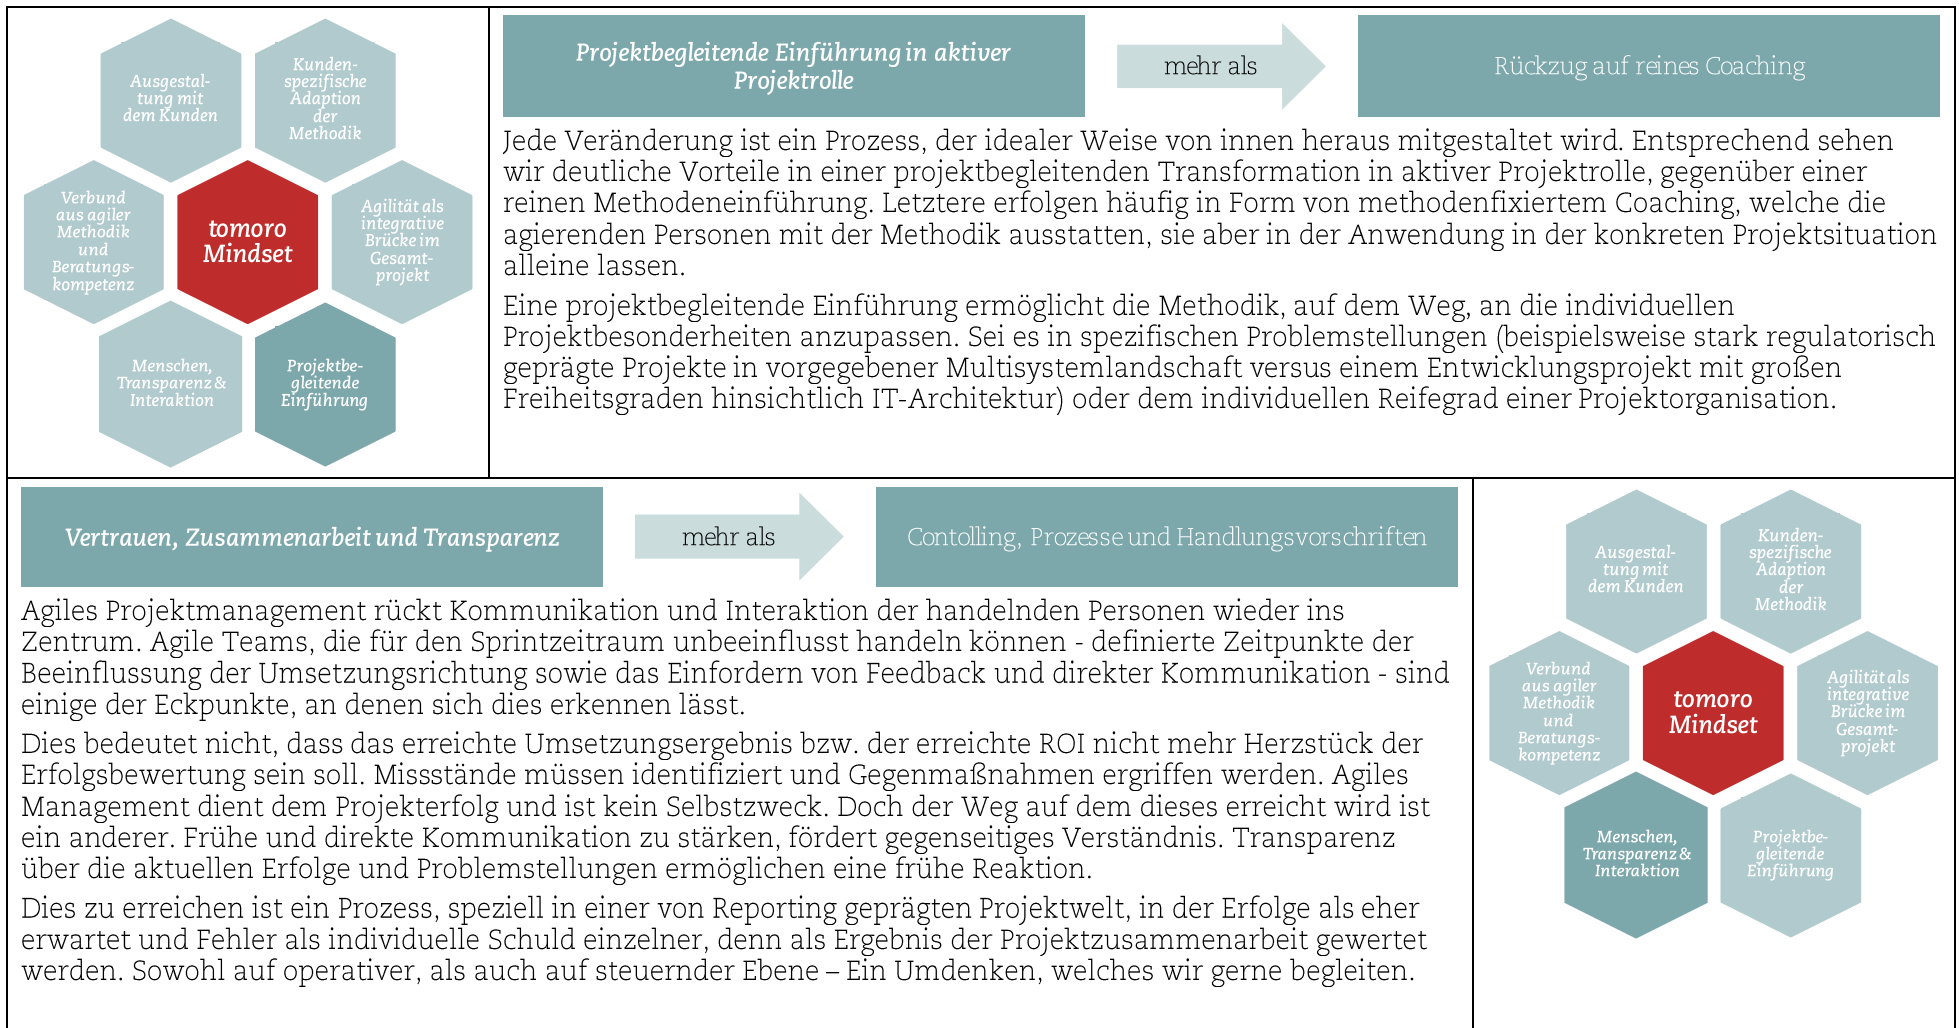 Ausgestal-
tung mit
dem Kunden
Kunden-
spezifische
Adaption
der
Methodik
Verbund
aus agiler
Methodik
und
Beratungs-
kompetenz
tomoro
Mindset
Agilität als
integrative
Brücke im
Gesamt-
projekt
Menschen,
Transparenz &
Interaktion
Projektbe-
gleitende
Einführung
Projektbegleitende Einführung in aktiver
Projektrolle
mehr als
Rückzug auf reines Coaching
Jede Veränderung ist ein Prozess, der idealer Weise von innen heraus mitgestaltet wird. Entsprechend sehen
wir deutliche Vorteile in einer projektbegleitenden Transformation in aktiver Projektrolle, gegenüber einer
reinen Methodeneinführung. Letztere erfolgen häufig in Form von methodenfixiertem Coaching, welche die
agierenden Personen mit der Methodik ausstatten, sie aber in der Anwendung in der konkreten Projektsituation
alleine lassen.
Eine projektbegleitende Einführung ermöglicht die Methodik, auf dem Weg, an die individuellen
Projektbesonderheiten anzupassen. Sei es in spezifischen Problemstellungen (beispielsweise stark regulatorisch
geprägte Projekte in vorgegebener Multisystemlandschaft versus einem Entwicklungsprojekt mit großen
Freiheitsgraden hinsichtlich IT-Architektur) oder dem individuellen Reifegrad einer Projektorganisation.
Vertrauen, Zusammenarbeit und Transparenz
mehr als
Contolling, Prozesse und Handlungsvorschriften
Agiles Projektmanagement rückt Kommunikation und Interaktion der handelnden Personen wieder ins
Zentrum. Agile Teams, die für den Sprintzeitraum unbeeinflusst handeln können - definierte Zeitpunkte der
Beeinflussung der Umsetzungsrichtung sowie das Einfordern von Feedback und direkter Kommunikation - sind
einige der Eckpunkte, an denen sich dies erkennen lässt.
Dies bedeutet nicht, dass das erreichte Umsetzungsergebnis bzw. der erreichte ROI nicht mehr Herzstück der
Erfolgsbewertung sein soll. Missstände müssen identifiziert und Gegenmaßnahmen ergriffen werden. Agiles
Management dient dem Projekterfolg und ist kein Selbstzweck. Doch der Weg auf dem dieses erreicht wird ist
ein anderer. Frühe und direkte Kommunikation zu stärken, fördert gegenseitiges Verständnis. Transparenz
über die aktuellen Erfolge und Problemstellungen ermöglichen eine frühe Reaktion.
Dies zu erreichen ist ein Prozess, speziell in einer von Reporting geprägten Projektwelt, in der Erfolge als eher
erwartet und Fehler als individuelle Schuld einzelner, denn als Ergebnis der Projektzusammenarbeit gewertet
werden. Sowohl auf operativer, als auch auf steuernder Ebene – Ein Umdenken, welches wir gerne begleiten.
Ausgestal-
tung mit
dem Kunden
Kunden-
spezifische
Adaption
der
Methodik
Verbund
aus agiler
Methodik
und
Beratungs-
kompetenz
tomoro
Mindset
Agilität als
integrative
Brücke im
Gesamt-
projekt
Menschen,
Transparenz &
Interaktion
Projektbe-
gleitende
Einführung